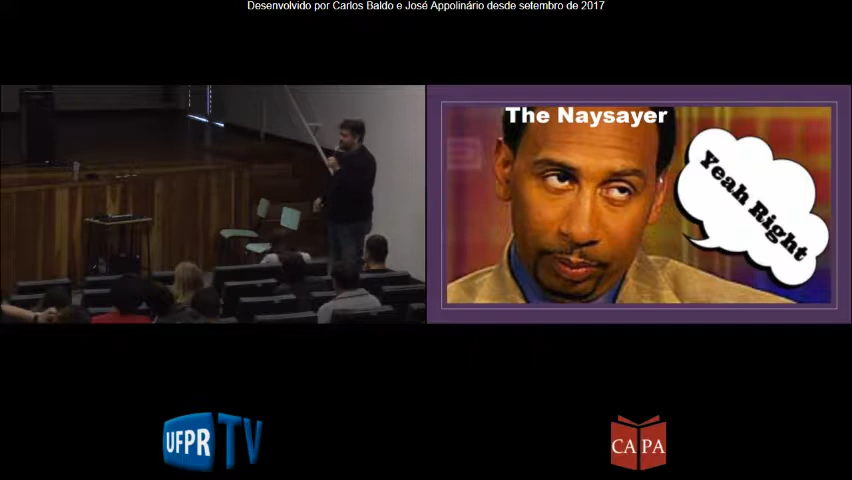 Desenvolvido por Carlos Baldo e José Appolinário desde setembro de 2017
The Naysayer
Yeah Right
UFPR TV
CAPA